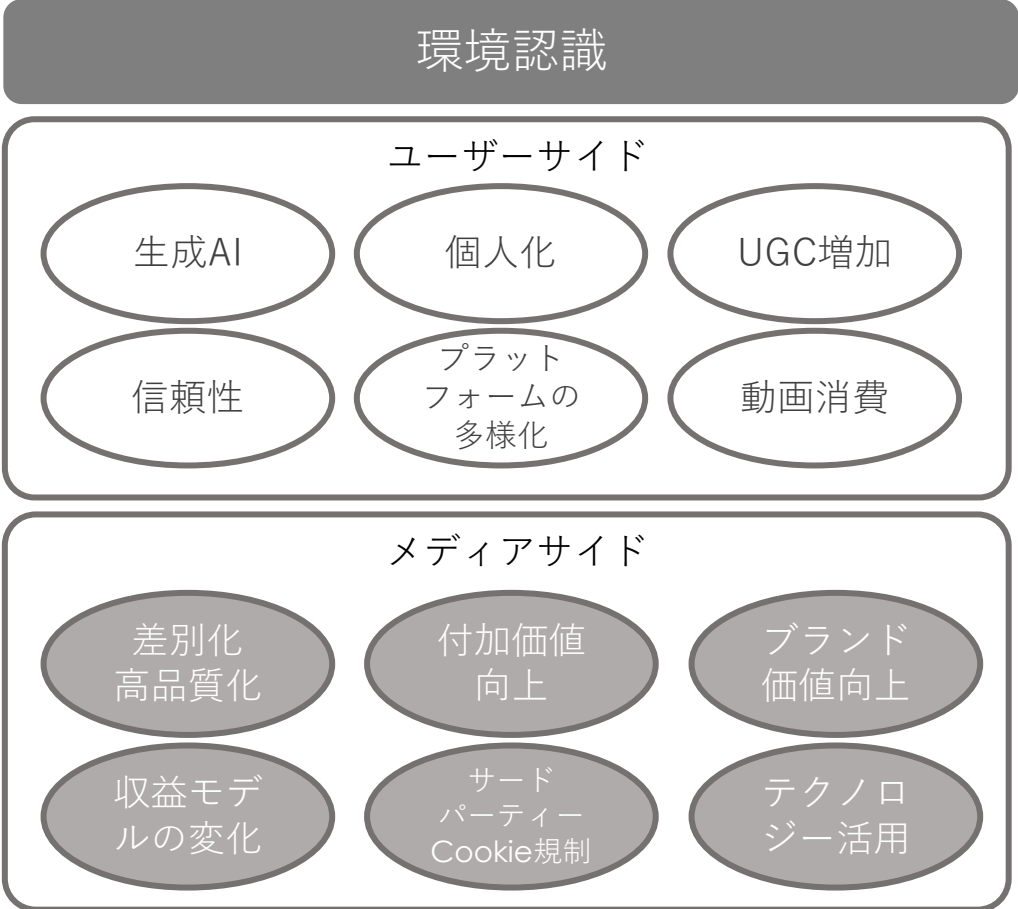 環境認識
ユーザーサイド
生成AI
個人化
UGC増加
信頼性
プラット
フォームの
多様化
動画消費
メディアサイド
差別化
高品質化
付加価値
向上
ブランド
価値向上
収益モデ
ルの変化
サード
パーティー
Cookie規制
テクノロ
ジー活用